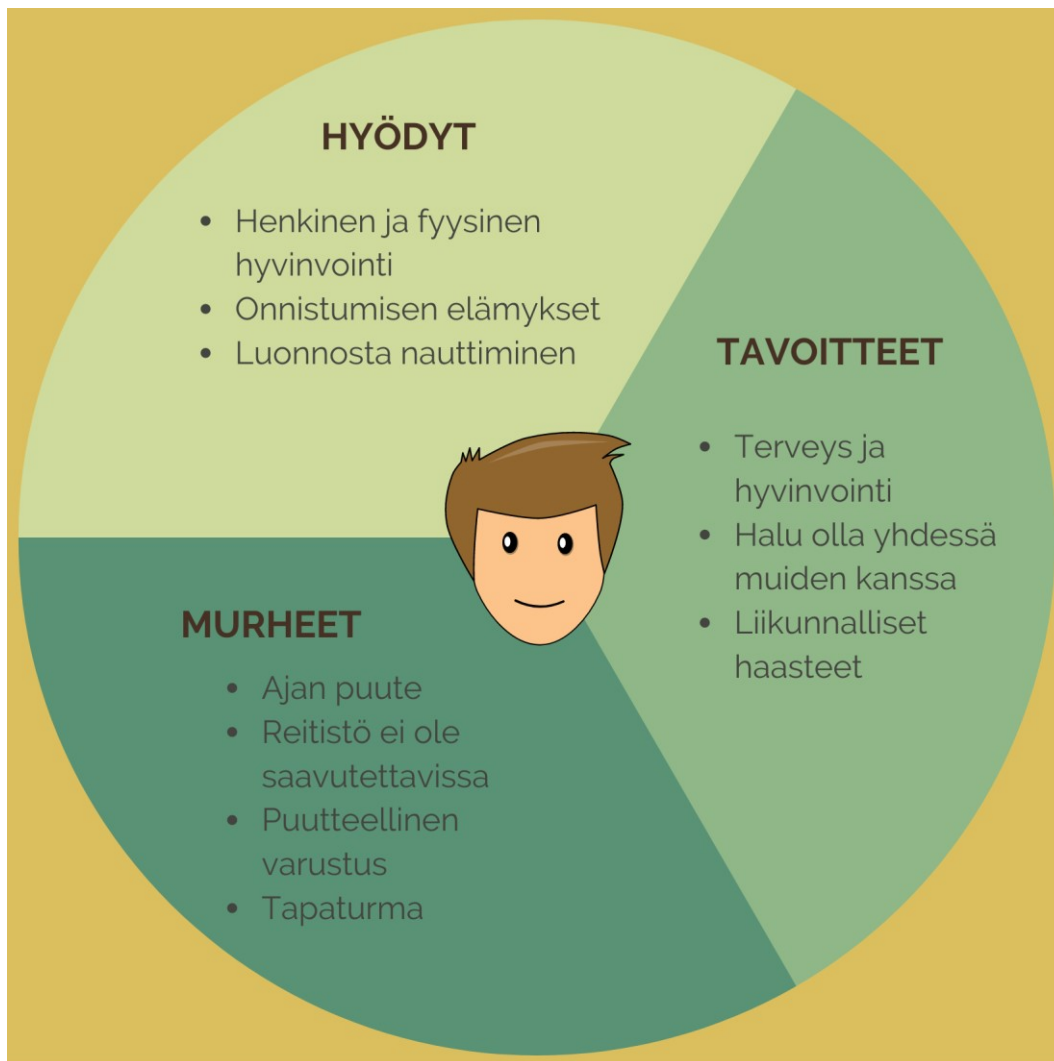 HYÖDYT
• Henkinen ja fyysinen
hyvinvointi
• Onnistumisen elämykset
• Luonnosta nauttiminen
TAVOITTEET
• Terveys ja
hyvinvointi
• Halu olla yhdessä
muiden kanssa
• Liikunnalliset
haasteet
MURHEET
• Ajan puute
• Reitistö ei ole
saavutettavissa
• Puutteellinen
varustus
• Tapaturma